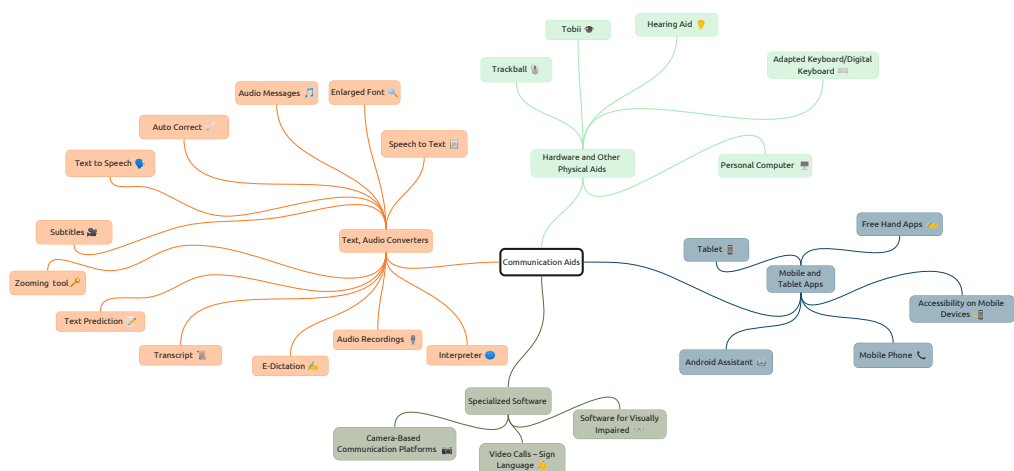 Communication Aids
Hardware and Other
Physical Aids
Trackball
Tobii
Hearing Aid
Adapted Keyboard/Digital
Keyboard
Personal Computer
Mobile and
Tablet Apps
Tablet
Free Hand Apps
Accessibility on Mobile
Devices
Mobile Phone
Android Assistant
Specialized Software
Software for Visually
Impaired
Video Calls – Sign
Language
Camera-Based
Communication Platforms
Text, Audio Converters
Speech to Text
Enlarged Font
Audio Messages
Auto Correct
Text to Speech
Subtitles
Zooming tool
Text Prediction
Transcript
E-Dictation
Audio Recordings
Interpreter